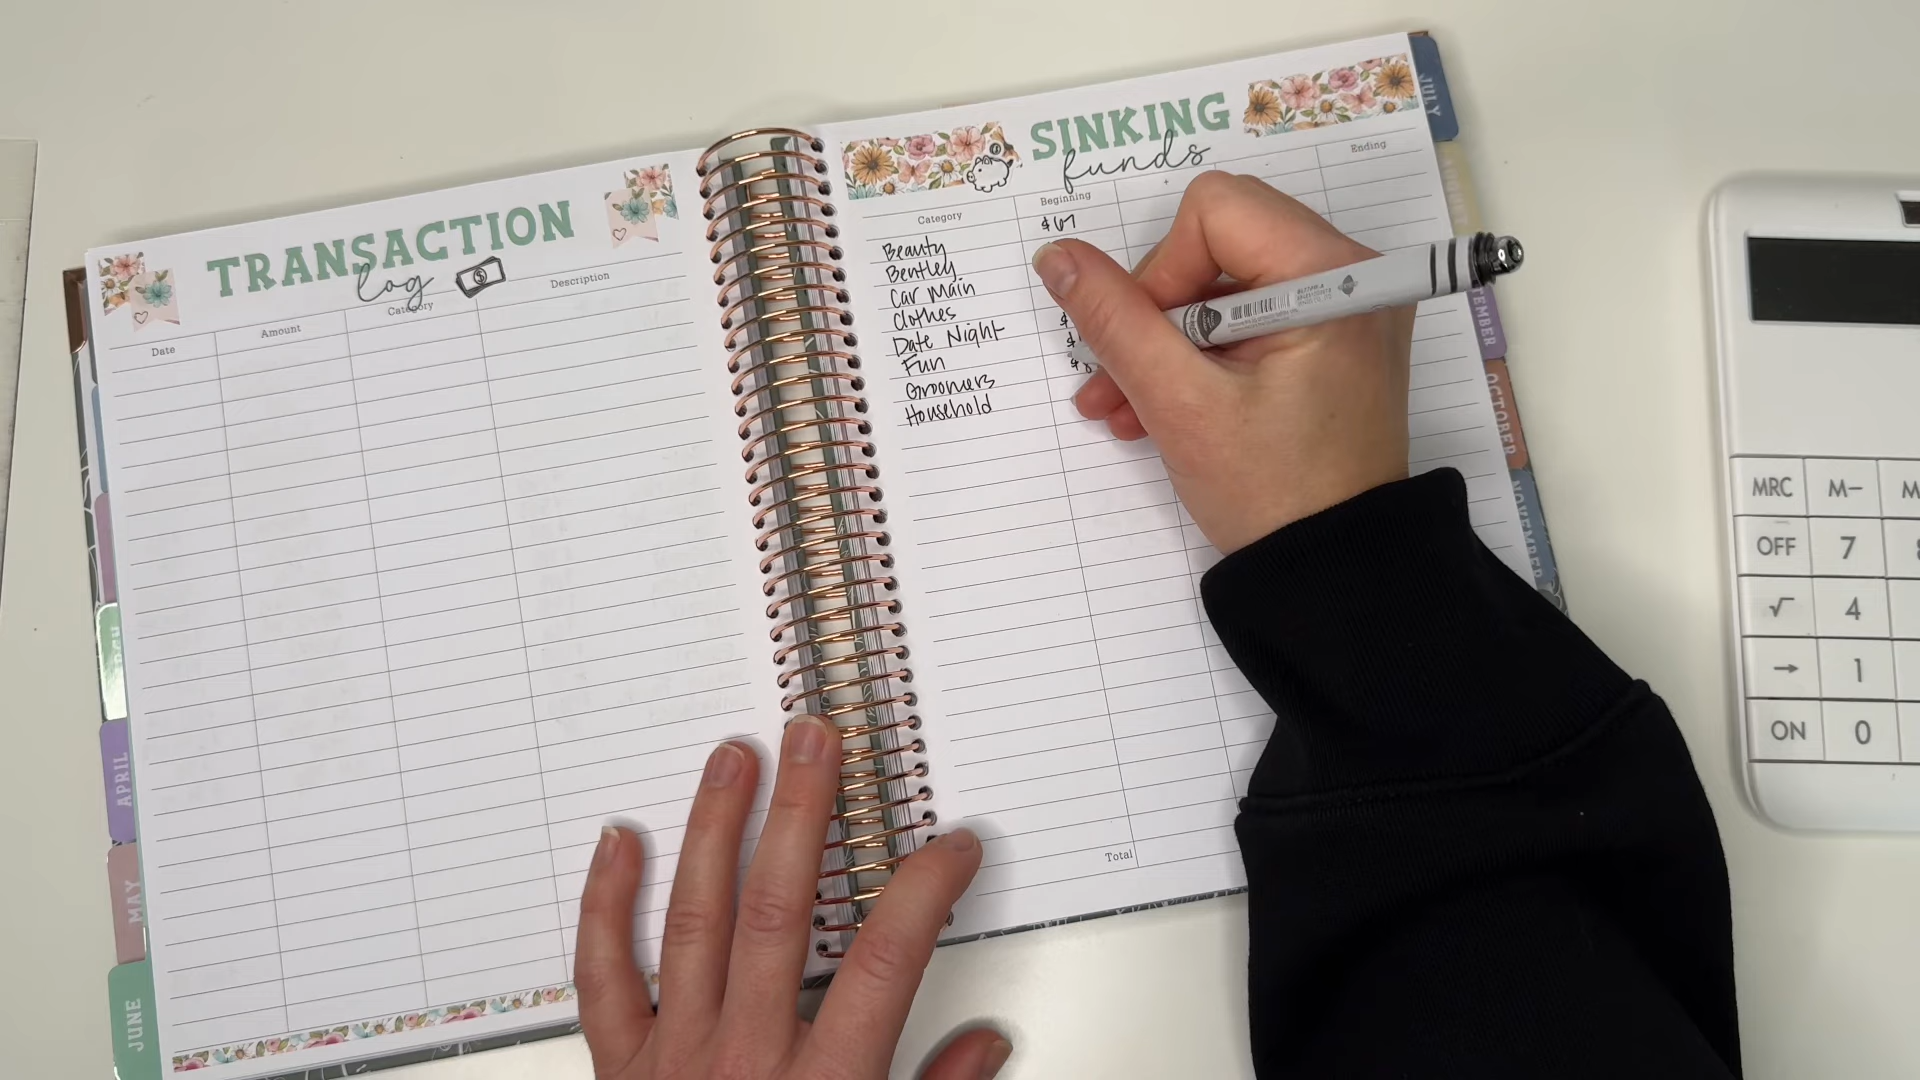 TRANSACTION
log
Date Amount Category Description
SINKING
funds
Category Beginning + Ending
Beauty $67
Bentley
Car Main
Clothes
Date Night
Fun
Groomers
Household
Total
APRIL
MAY
JUNE
JULY
OCTOBER
NOVEMBER
MRC M−
OFF 7
√ 4
→ 1
ON 0